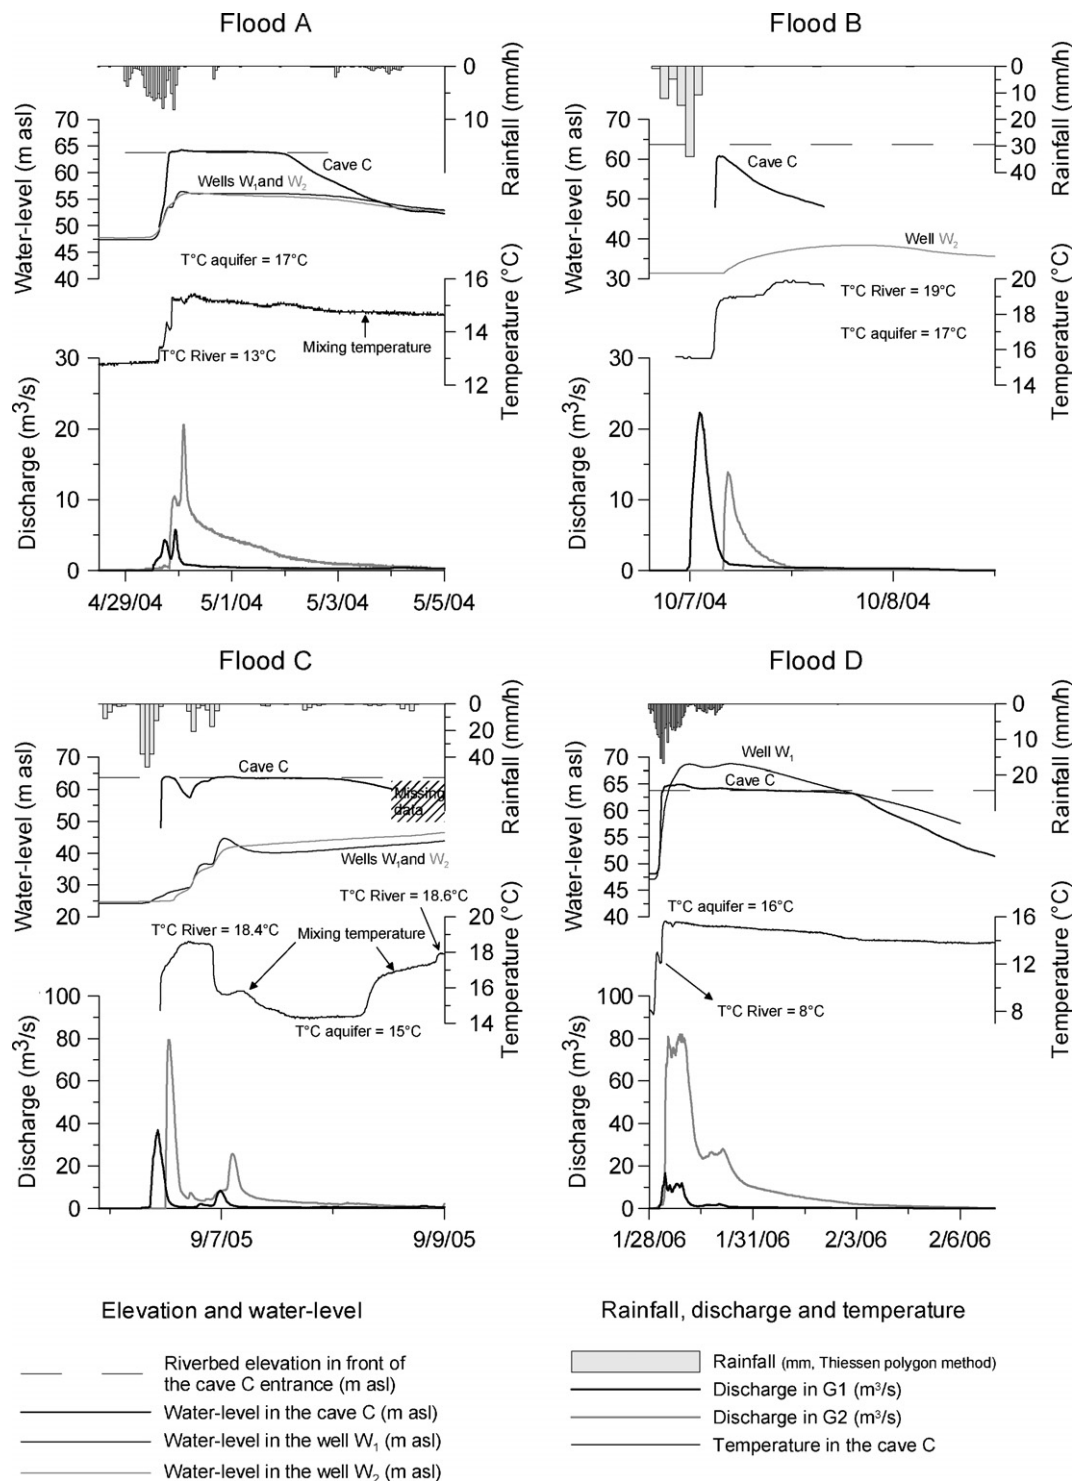 Flood A
0
10
Rainfall (mm/h)
70
65
60
55
50
45
40
Water-level (m asl)
Cave C
Wells W₁and W₂
T°C aquifer = 17°C
16
14
12
Temperature (°C)
T°C River = 13°C
Mixing temperature
30
20
10
0
Discharge (m³/s)
4/29/04
5/1/04
5/3/04
5/5/04
Flood B
0
10
20
30
40
Rainfall (mm/h)
70
60
50
40
30
Water-level (m asl)
Cave C
Well W₂
20
18
16
14
Temperature (°C)
T°C River = 19°C
T°C aquifer = 17°C
30
20
10
0
Discharge (m³/s)
10/7/04
10/8/04
Flood C
0
20
40
Rainfall (mm/h)
70
60
50
40
30
20
Water-level (m asl)
Cave C
Missing
data
Wells W₁and W₂
T°C River = 18.6°C
T°C River = 18.4°C
Mixing temperature
T°C aquifer = 15°C
20
18
16
14
Temperature (°C)
100
80
60
40
20
0
Discharge (m³/s)
9/7/05
9/9/05
Flood D
0
10
20
Rainfall (mm/h)
70
65
60
55
50
45
40
Water-level (m asl)
Well W₁
Cave C
T°C aquifer = 16°C
T°C River = 8°C
16
12
8
Temperature (°C)
100
80
60
40
20
0
Discharge (m³/s)
1/28/06
1/31/06
2/3/06
2/6/06
Elevation and water-level
Riverbed elevation in front of
the cave C entrance (m asl)
Water-level in the cave C (m asl)
Water-level in the well W₁ (m asl)
Water-level in the well W₂ (m asl)
Rainfall, discharge and temperature
Rainfall (mm, Thiessen polygon method)
Discharge in G1 (m³/s)
Discharge in G2 (m³/s)
Temperature in the cave C